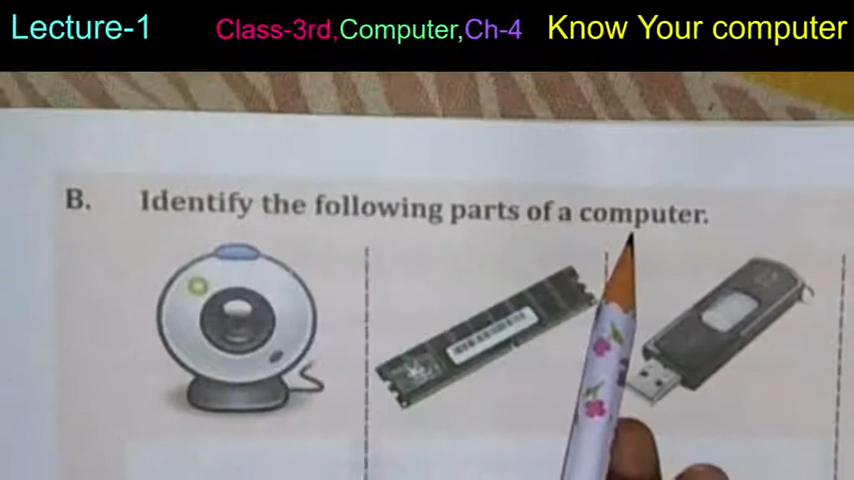 Lecture-1 Class-3rd,Computer,Ch-4 Know Your computer
B. Identify the following parts of a computer.